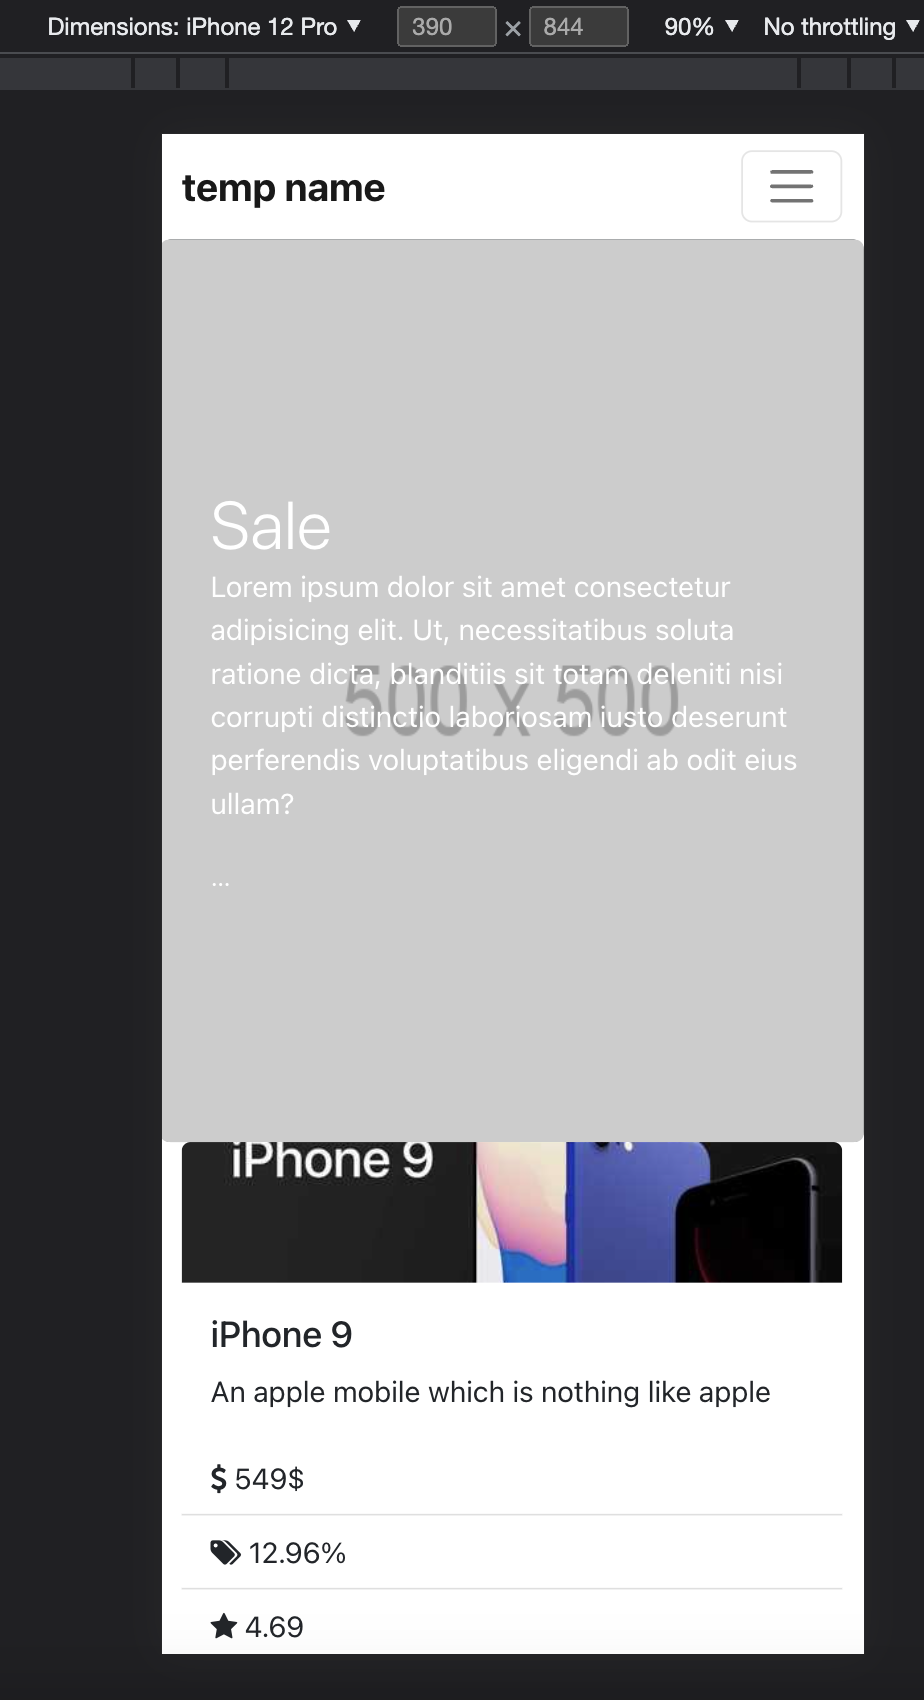 Dimensions: iPhone 12 Pro ▼ 390 × 844 90% ▼ No throttling ▼
temp name
Sale
Lorem ipsum dolor sit amet consectetur
adipisicing elit. Ut, necessitatibus soluta
ratione dicta, blanditiis sit totam deleniti nisi
500 x 500
corrupti distinctio laboriosam iusto deserunt
perferendis voluptatibus eligendi ab odit eius
ullam?
...
iPhone 9
iPhone 9
An apple mobile which is nothing like apple
$ 549$
12.96%
4.69